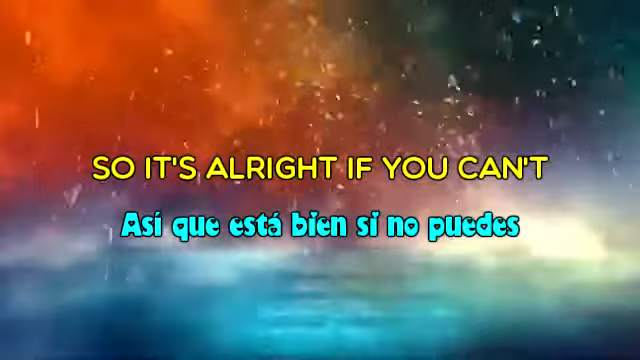 SO IT'S ALRIGHT IF YOU CAN'T
Así que está bien si no puedes